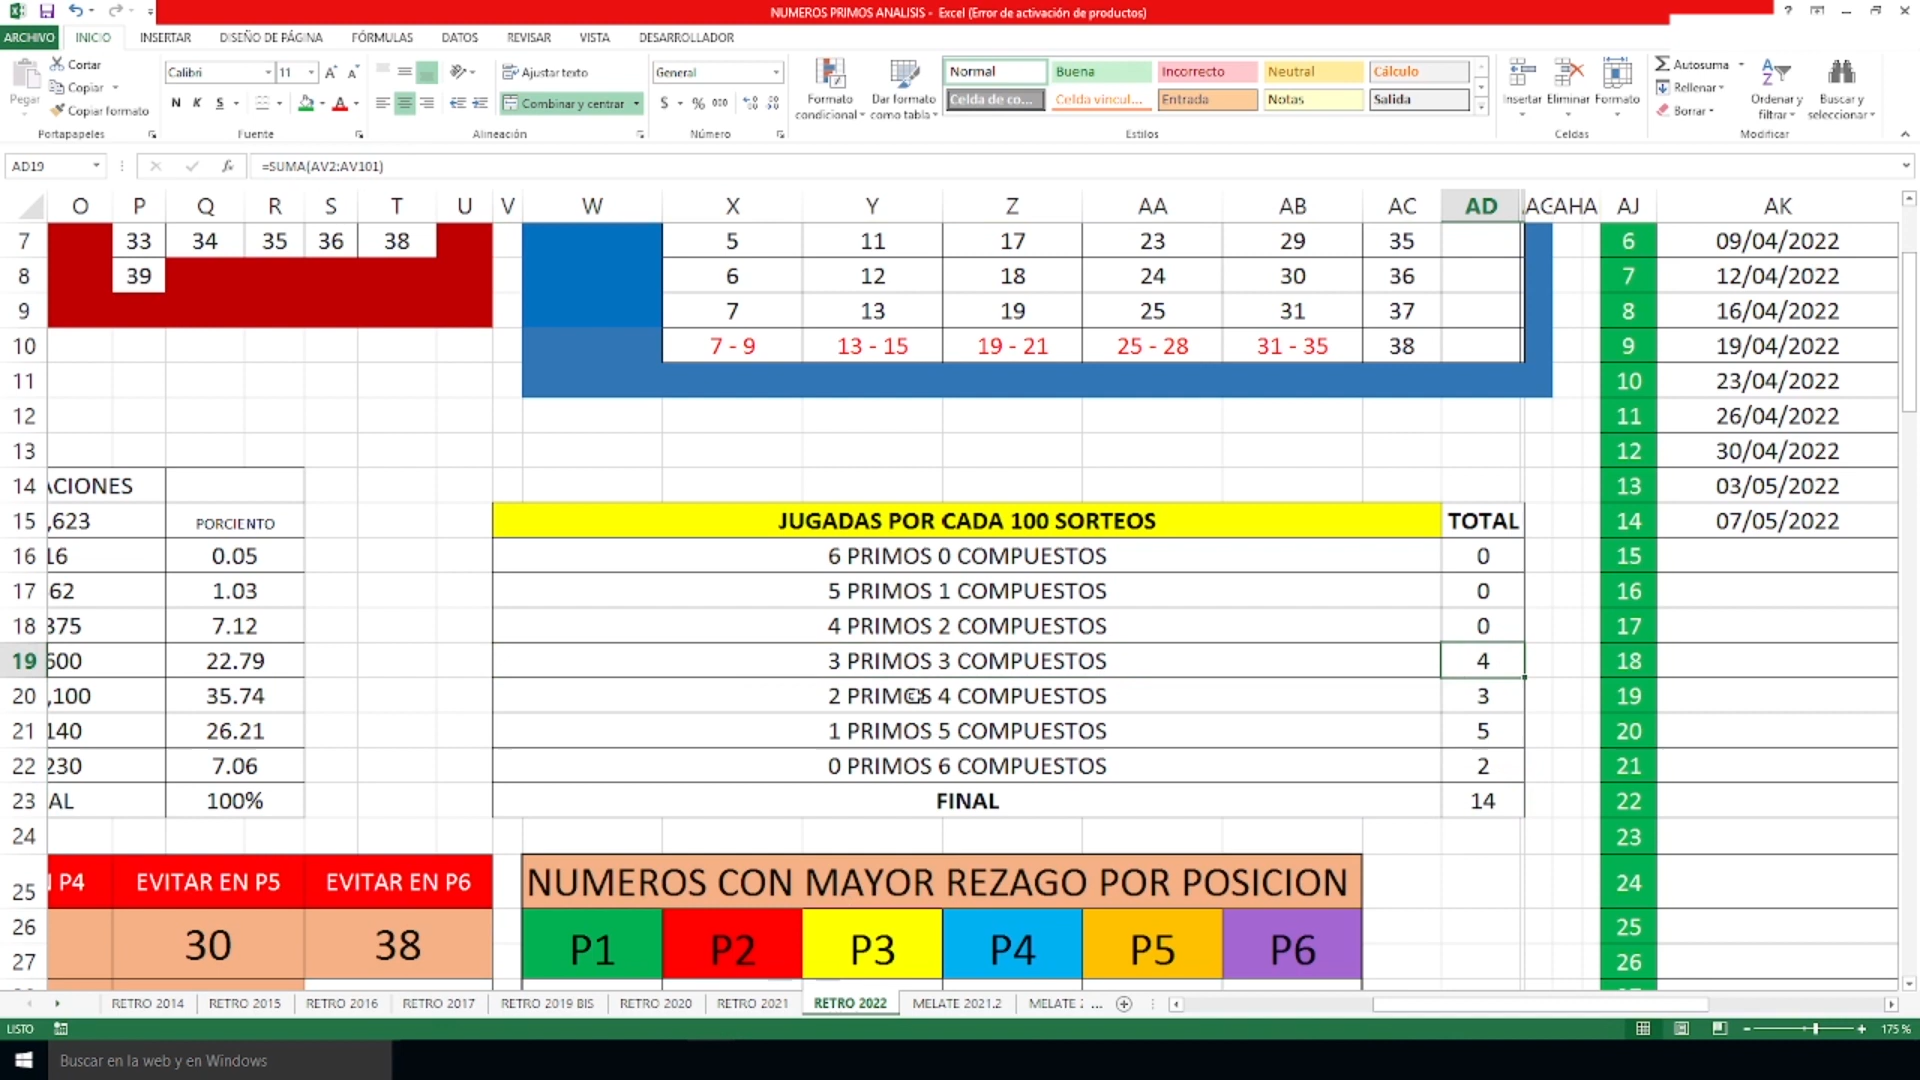 NUMEROS PRIMOS ANALISIS - Excel (Error de activación de productos)
ARCHIVO INICIO INSERTAR DISEÑO DE PÁGINA FÓRMULAS DATOS REVISAR VISTA DESARROLLADOR
Pegar
Cortar
Copiar
Copiar formato
Portapapeles
Calibri 11
N K S
Fuente
Ajustar texto
Combinar y centrar
Alineación
General
$ % 000
Número
Formato condicional
Dar formato como tabla
Normal Buena Incorrecto Neutral Cálculo
Celda de co... Celda vincul... Entrada Notas Salida
Estilos
Insertar Eliminar Formato
Celdas
Autosuma
Rellenar
Borrar
Ordenar y filtrar
Buscar y seleccionar
Modificar
AD19 =SUMA(AV2:AV101)
O P Q R S T U V W X Y Z AA AB AC AD AJ AK
7 33 34 35 36 38 5 11 17 23 29 35 6 09/04/2022
8 39 6 12 18 24 30 36 7 12/04/2022
9 7 13 19 25 31 37 8 16/04/2022
10 7 - 9 13 - 15 19 - 21 25 - 28 31 - 35 38 9 19/04/2022
11 10 23/04/2022
12 11 26/04/2022
13 12 30/04/2022
14 ACIONES 13 03/05/2022
15 ,623 PORCIENTO JUGADAS POR CADA 100 SORTEOS TOTAL 14 07/05/2022
16 16 0.05 6 PRIMOS 0 COMPUESTOS 0 15
17 62 1.03 5 PRIMOS 1 COMPUESTOS 0 16
18 375 7.12 4 PRIMOS 2 COMPUESTOS 0 17
19 600 22.79 3 PRIMOS 3 COMPUESTOS 4 18
20 ,100 35.74 2 PRIMOS 4 COMPUESTOS 3 19
21 140 26.21 1 PRIMOS 5 COMPUESTOS 5 20
22 230 7.06 0 PRIMOS 6 COMPUESTOS 2 21
23 AL 100% FINAL 14 22
24 23
25 P4 EVITAR EN P5 EVITAR EN P6 NUMEROS CON MAYOR REZAGO POR POSICION 24
26 30 38 P1 P2 P3 P4 P5 P6 25
27 26
RETRO 2014 RETRO 2015 RETRO 2016 RETRO 2017 RETRO 2019 BIS RETRO 2020 RETRO 2021 RETRO 2022 MELATE 2021.2 MELATE 2 ...
LISTO 175 %
Buscar en la web y en Windows